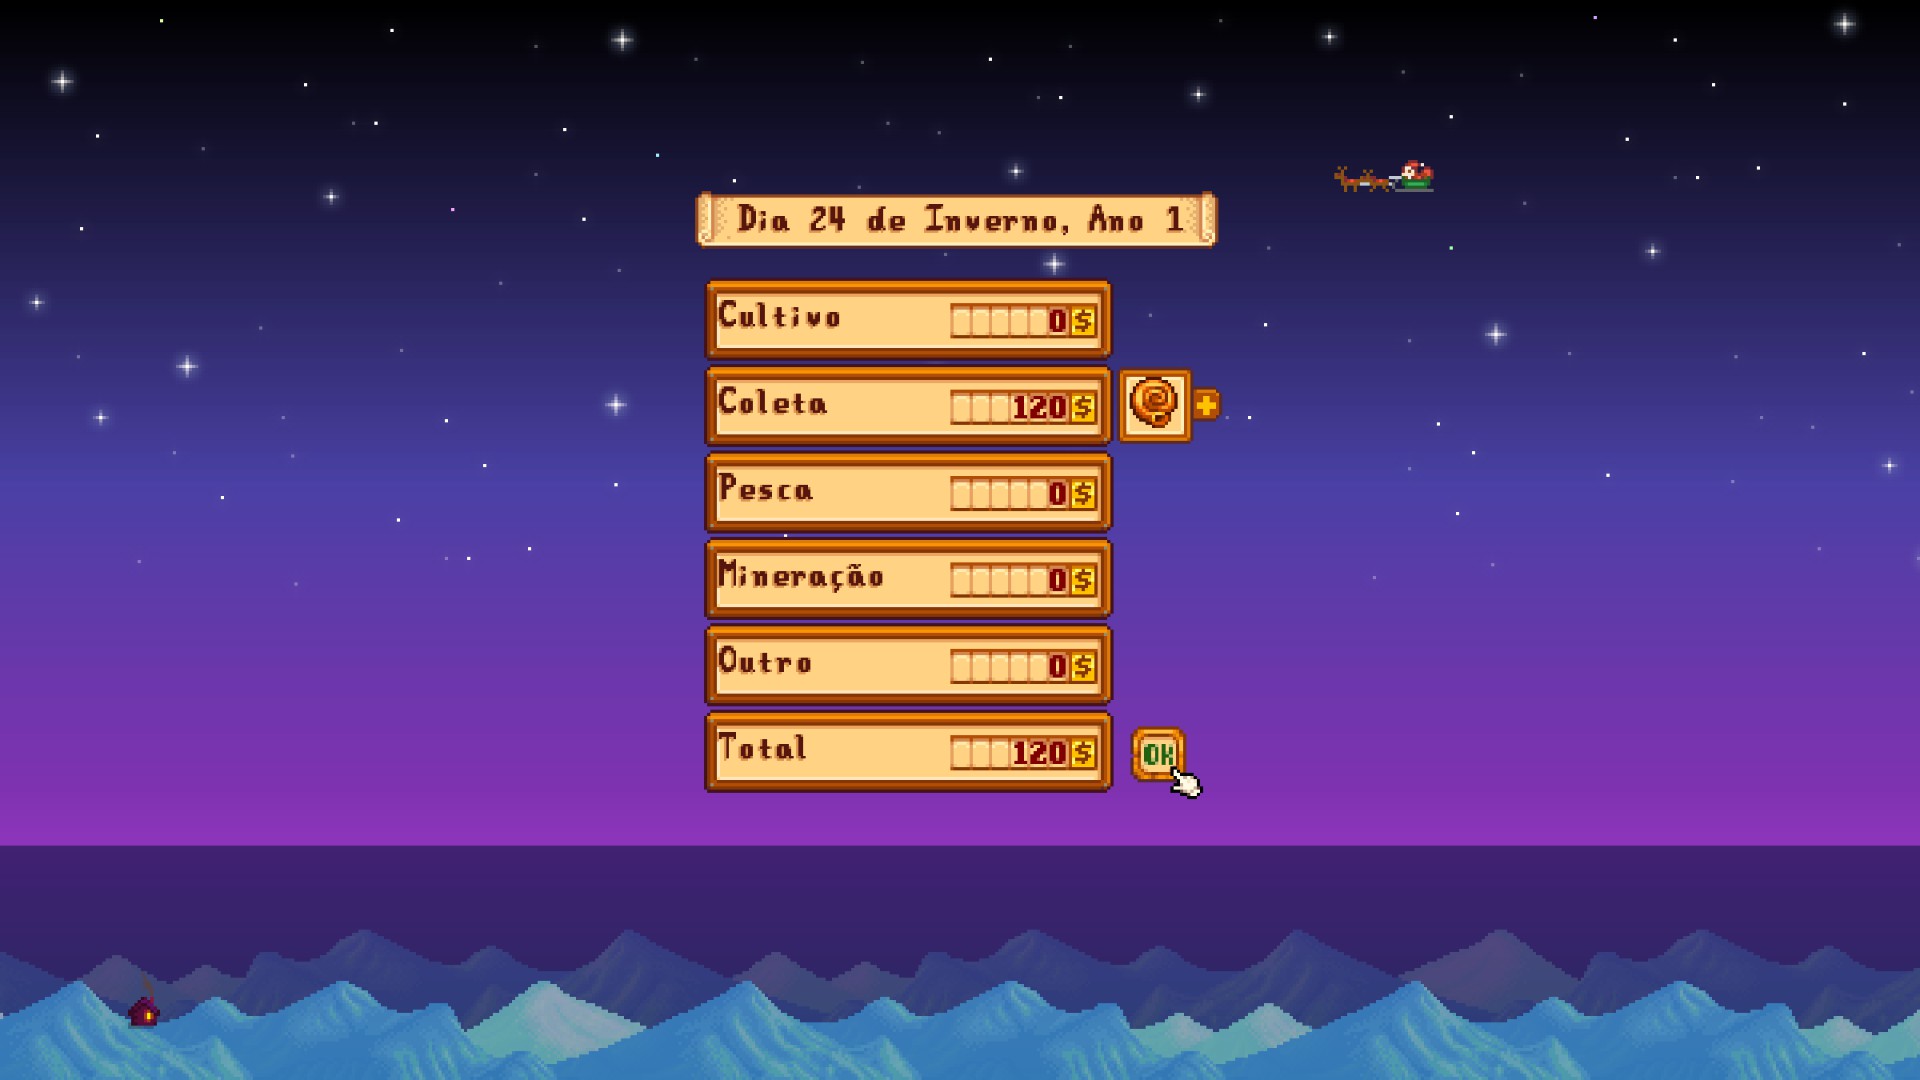 Dia 24 de Inverno, Ano 1
Cultivo 0 $
Coleta 120 $
Pesca 0 $
Mineração 0 $
Outro 0 $
Total 120 $
OK